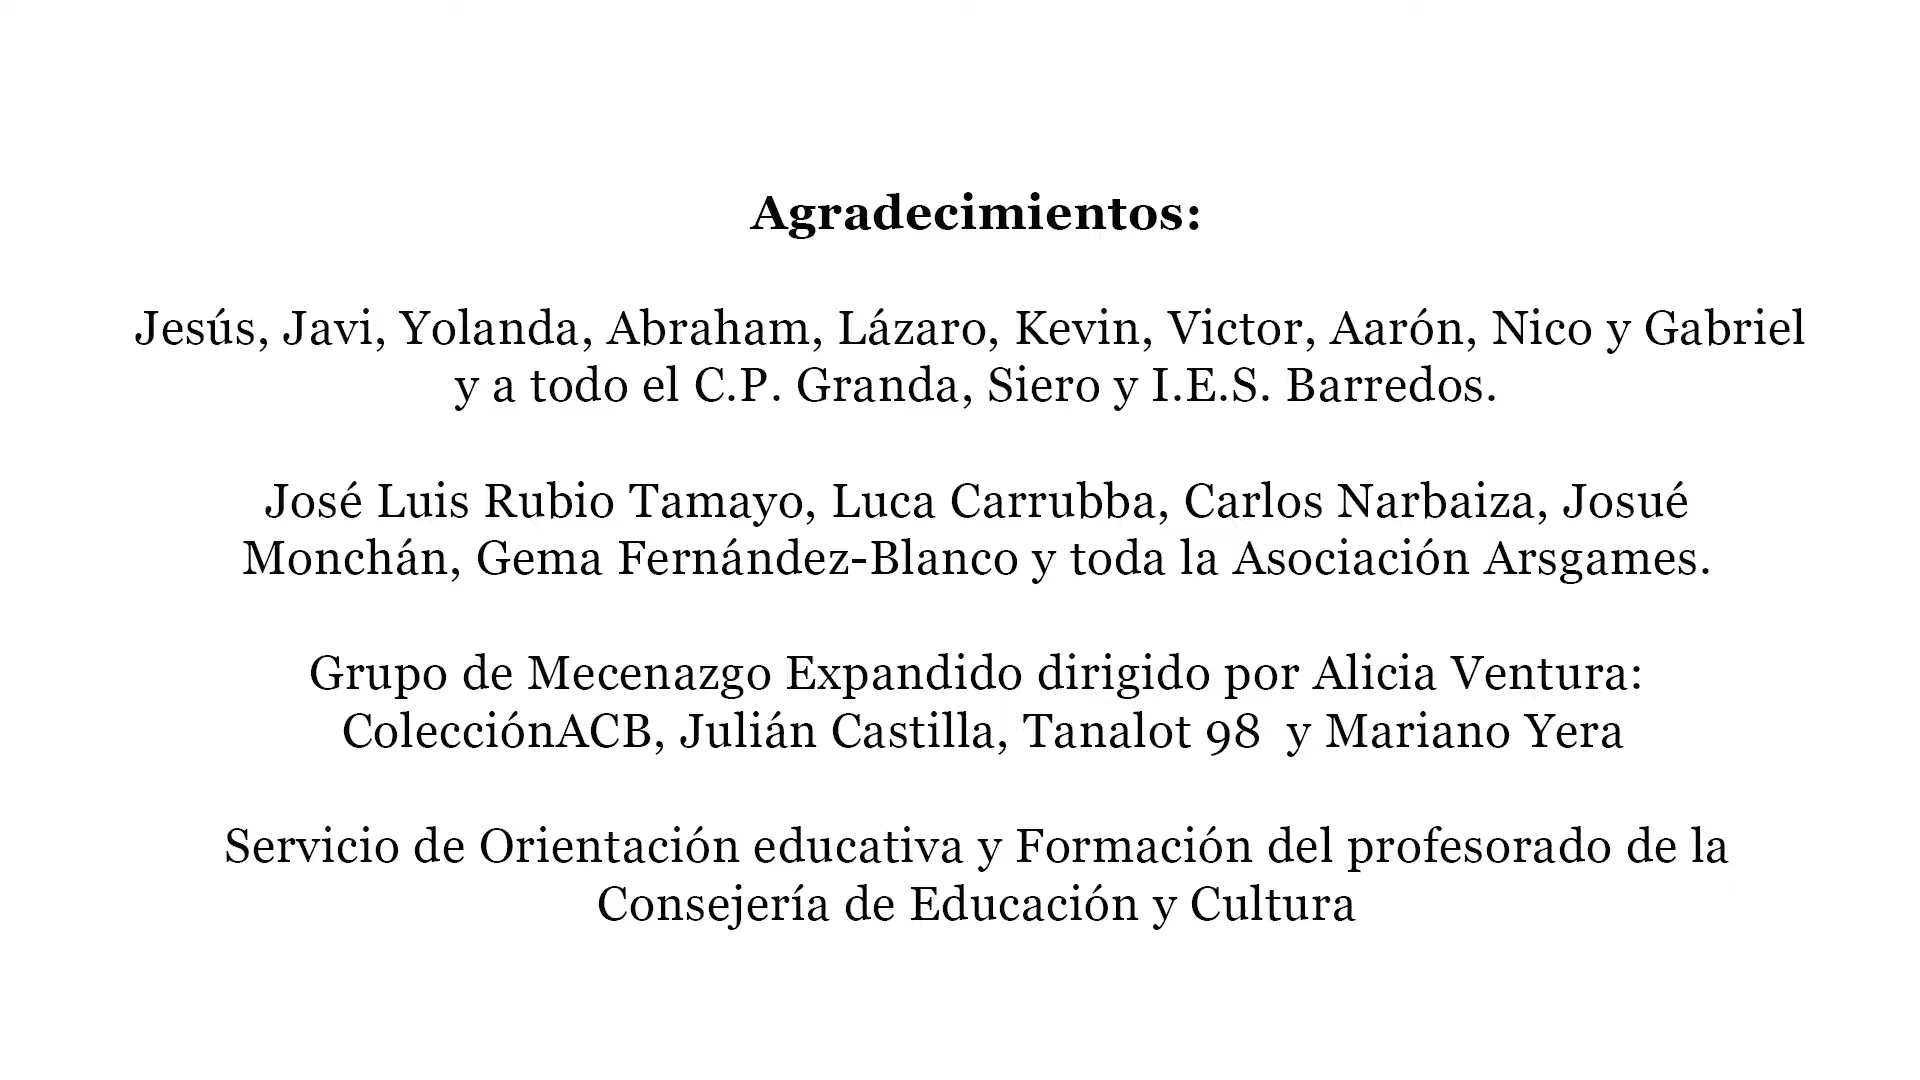 Agradecimientos:
Jesús, Javi, Yolanda, Abraham, Lázaro, Kevin, Victor, Aarón, Nico y Gabriel
y a todo el C.P. Granda, Siero y I.E.S. Barredos.
José Luis Rubio Tamayo, Luca Carrubba, Carlos Narbaiza, Josué
Monchán, Gema Fernández-Blanco y toda la Asociación Arsgames.
Grupo de Mecenazgo Expandido dirigido por Alicia Ventura:
ColecciónACB, Julián Castilla, Tanalot 98  y Mariano Yera
Servicio de Orientación educativa y Formación del profesorado de la
Consejería de Educación y Cultura